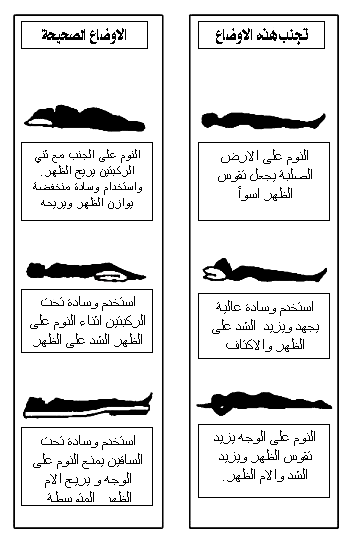 تجنب هذه الاوضاع
النوم على الارض
الصلبة يجعل تقوس
الظهر اسوأ
استخدم وسادة عالية
يجهد ويزيد الشد على
الظهر والاكتاف
النوم على الوجه يزيد
تقوس الظهر ويزيد
الشد والام الظهر.
الاوضاع الصحيحة
النوم على الجنب مع ثني
الركبتين يريح الظهر.
واستخدام وسادة منخفضة
يوازن الظهر ويريحه
استخدم وسادة تحت
الركبتين اثناء النوم على
الظهر الشد على الظهر
استخدم وسادة تحت
الساقين يمنع النوم على
الوجه و يريح الام
الظهر المتوسطة